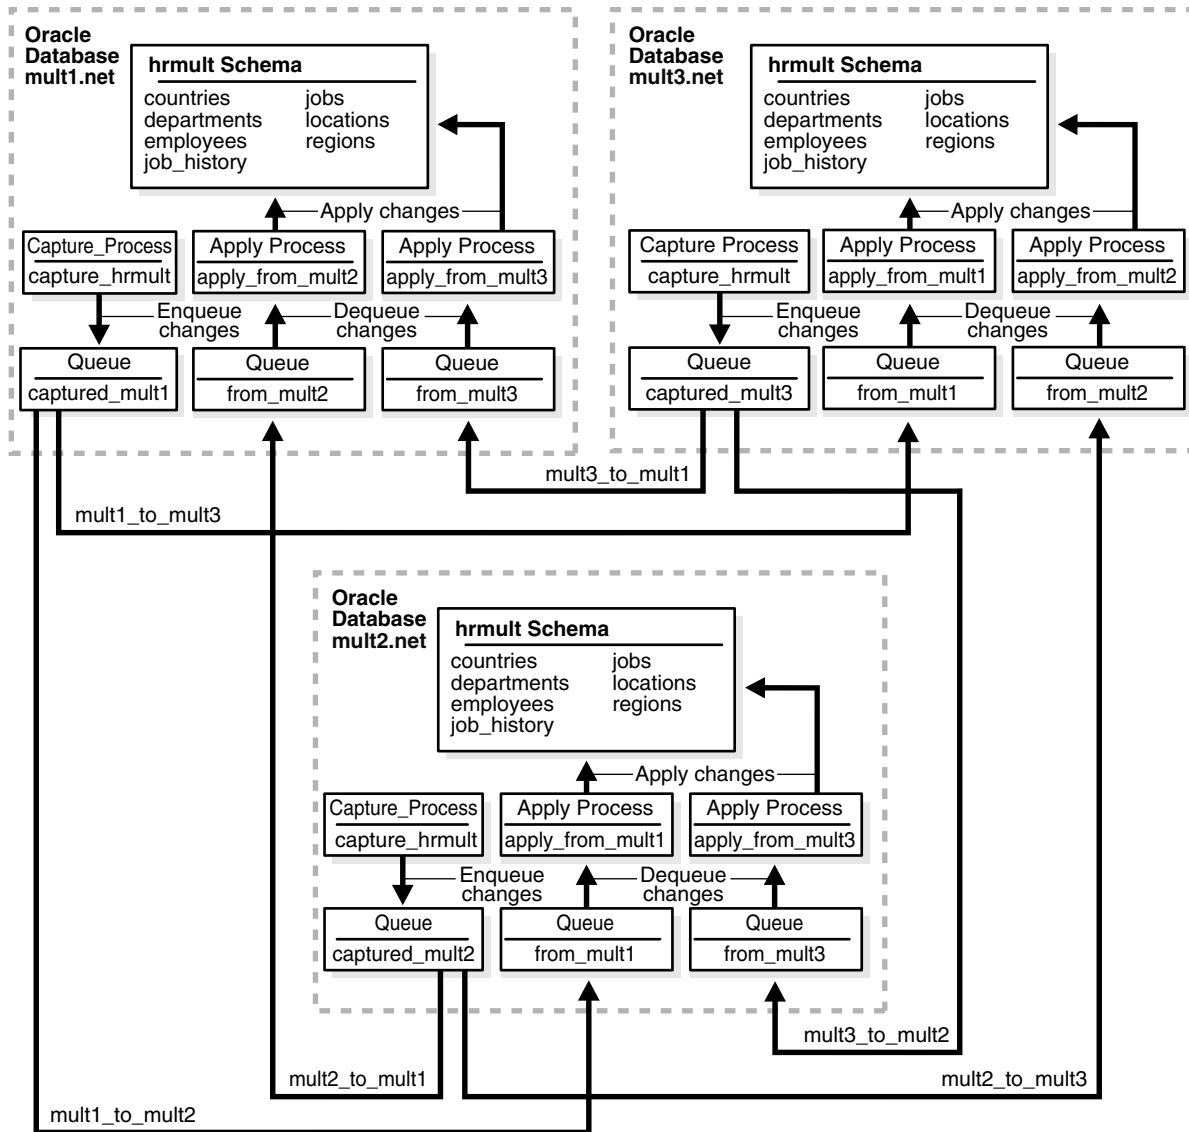 Oracle
Database
mult1.net
hrmult Schema
countries jobs
departments locations
employees regions
job_history
Apply changes
Capture_Process
capture_hrmult
Apply Process
apply_from_mult2
Apply Process
apply_from_mult3
Enqueue
changes
Dequeue
changes
Queue
captured_mult1
Queue
from_mult2
Queue
from_mult3
Oracle
Database
mult3.net
hrmult Schema
countries jobs
departments locations
employees regions
job_history
Apply changes
Capture Process
capture_hrmult
Apply Process
apply_from_mult1
Apply Process
apply_from_mult2
Enqueue
changes
Dequeue
changes
Queue
captured_mult3
Queue
from_mult1
Queue
from_mult2
mult3_to_mult1
mult1_to_mult3
Oracle
Database
mult2.net
hrmult Schema
countries jobs
departments locations
employees regions
job_history
Apply changes
Capture_Process
capture_hrmult
Apply Process
apply_from_mult1
Apply Process
apply_from_mult3
Enqueue
changes
Dequeue
changes
Queue
captured_mult2
Queue
from_mult1
Queue
from_mult3
mult3_to_mult2
mult2_to_mult1
mult2_to_mult3
mult1_to_mult2